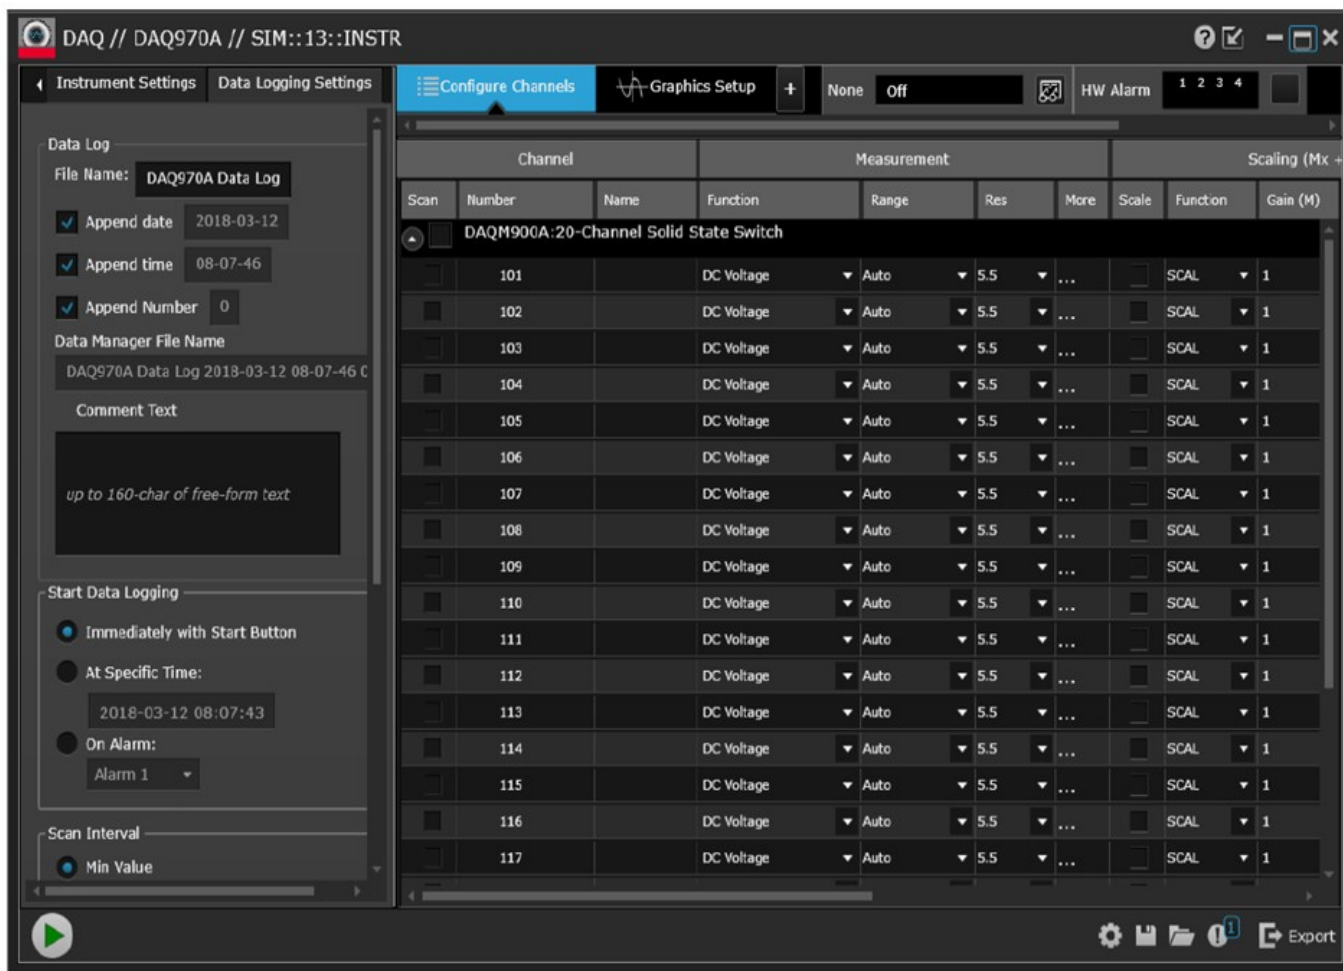 DAQ // DAQ970A // SIM::13::INSTR
Instrument Settings Data Logging Settings
Configure Channels Graphics Setup + None Off HW Alarm 1 2 3 4
Data Log
File Name: DAQ970A Data Log
Append date 2018-03-12
Append time 08-07-46
Append Number 0
Data Manager File Name
DAQ970A Data Log 2018-03-12 08-07-46 0
Comment Text
up to 160-char of free-form text
Start Data Logging
Immediately with Start Button
At Specific Time:
2018-03-12 08:07:43
On Alarm:
Alarm 1
Scan Interval
Min Value
Channel Measurement Scaling (Mx +
Scan Number Name Function Range Res More Scale Function Gain (M)
DAQM900A:20-Channel Solid State Switch
101 DC Voltage Auto 5.5 ... SCAL 1
102 DC Voltage Auto 5.5 ... SCAL 1
103 DC Voltage Auto 5.5 ... SCAL 1
104 DC Voltage Auto 5.5 ... SCAL 1
105 DC Voltage Auto 5.5 ... SCAL 1
106 DC Voltage Auto 5.5 ... SCAL 1
107 DC Voltage Auto 5.5 ... SCAL 1
108 DC Voltage Auto 5.5 ... SCAL 1
109 DC Voltage Auto 5.5 ... SCAL 1
110 DC Voltage Auto 5.5 ... SCAL 1
111 DC Voltage Auto 5.5 ... SCAL 1
112 DC Voltage Auto 5.5 ... SCAL 1
113 DC Voltage Auto 5.5 ... SCAL 1
114 DC Voltage Auto 5.5 ... SCAL 1
115 DC Voltage Auto 5.5 ... SCAL 1
116 DC Voltage Auto 5.5 ... SCAL 1
117 DC Voltage Auto 5.5 ... SCAL 1
1 Export